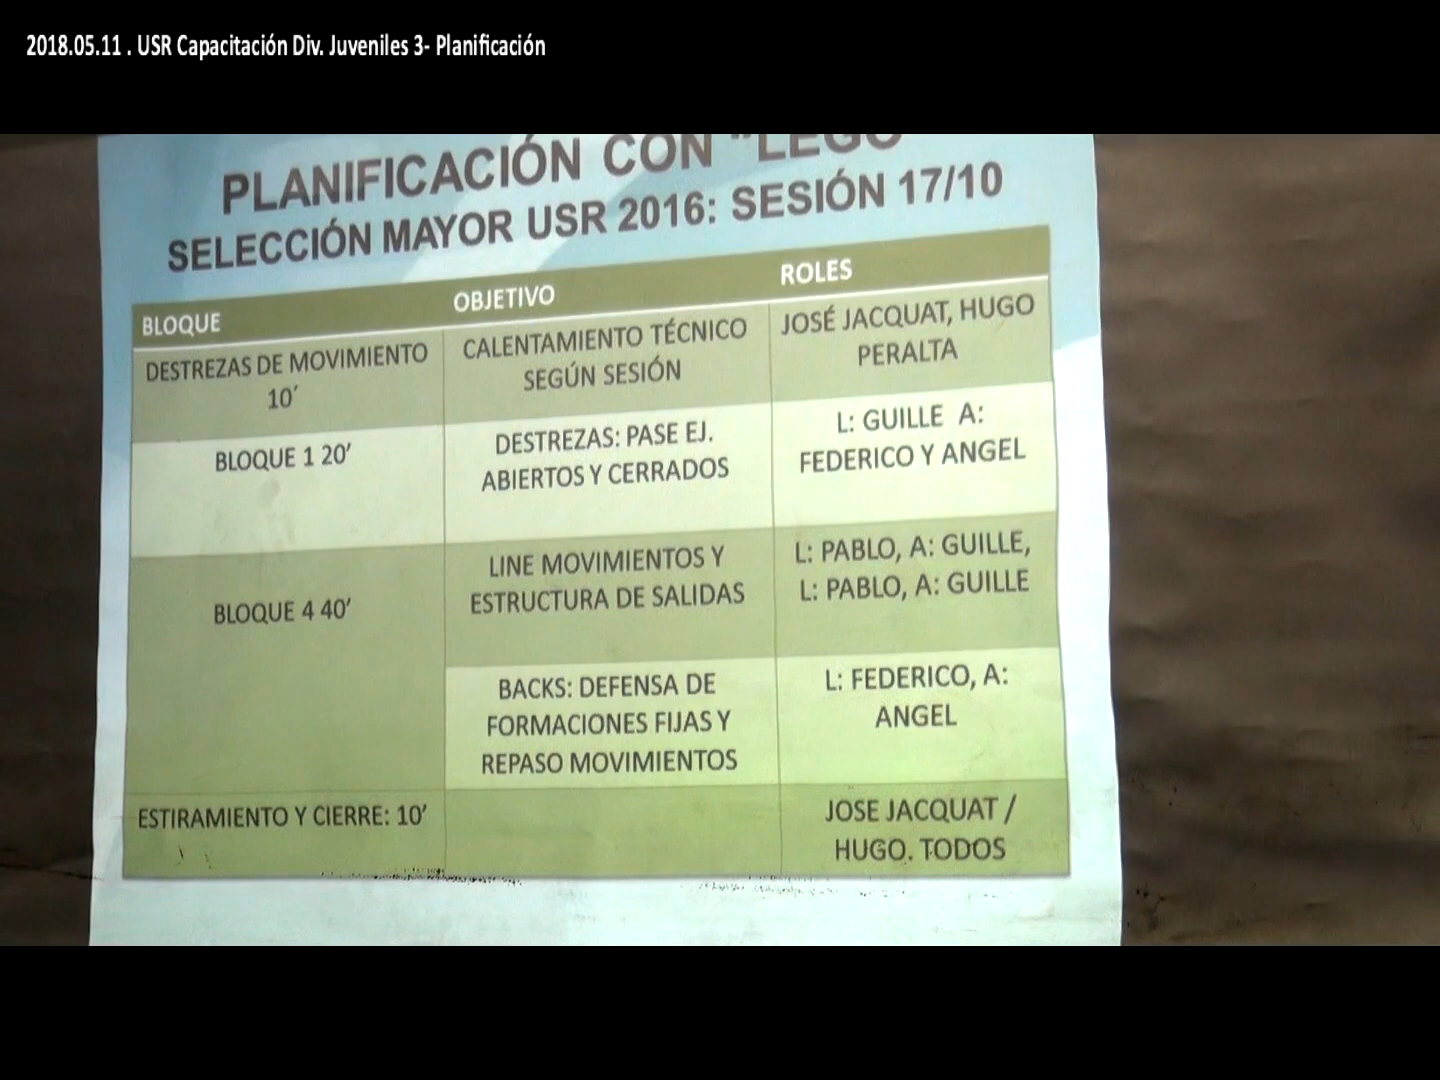 2018.05.11 . USR Capacitación Div. Juveniles 3- Planificación
PLANIFICACIÓN CON "LEGO"
SELECCIÓN MAYOR USR 2016: SESIÓN 17/10
BLOQUE
OBJETIVO
ROLES
DESTREZAS DE MOVIMIENTO
10´
CALENTAMIENTO TÉCNICO
SEGÚN SESIÓN
JOSÉ JACQUAT, HUGO
PERALTA
BLOQUE 1 20’
DESTREZAS: PASE EJ.
ABIERTOS Y CERRADOS
L: GUILLE A:
FEDERICO Y ANGEL
BLOQUE 4 40’
LINE MOVIMIENTOS Y
ESTRUCTURA DE SALIDAS
L: PABLO, A: GUILLE,
L: PABLO, A: GUILLE
BACKS: DEFENSA DE
FORMACIONES FIJAS Y
REPASO MOVIMIENTOS
L: FEDERICO, A:
ANGEL
ESTIRAMIENTO Y CIERRE: 10’
JOSE JACQUAT /
HUGO. TODOS